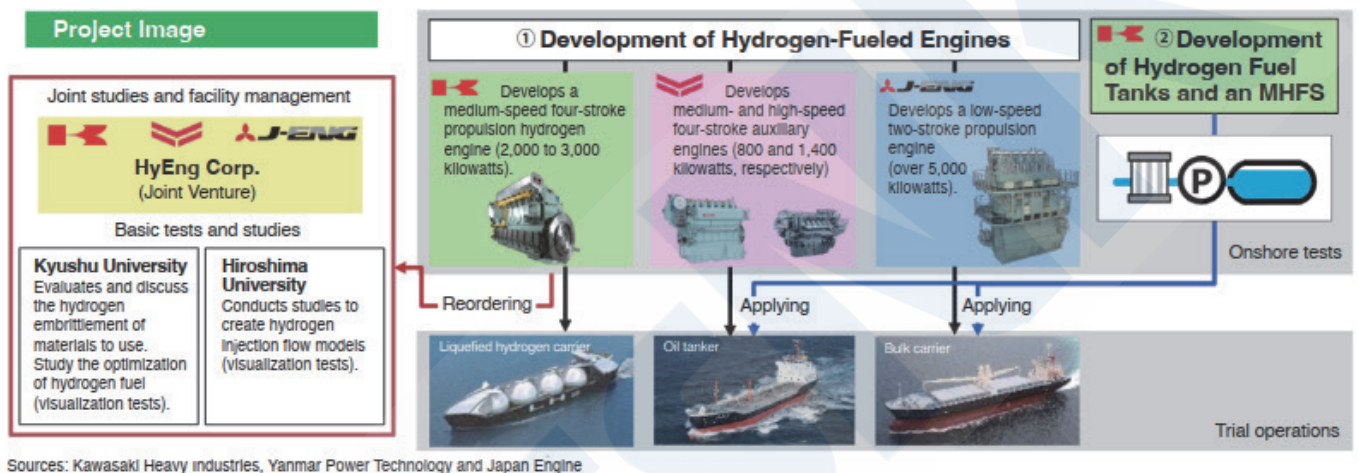 Project Image
Joint studies and facility management
J-ENG
HyEng Corp.
(Joint Venture)
Basic tests and studies
Kyushu University
Evaluates and discuss
the hydrogen
embrittlement of
materials to use.
Study the optimization
of hydrogen fuel
(visualization tests).
Hiroshima
University
Conducts studies to
create hydrogen
injection flow models
(visualization tests).
① Development of Hydrogen-Fueled Engines
Develops a
medium-speed four-stroke
propulsion hydrogen
engine (2,000 to 3,000
kilowatts).
Develops
medium- and high-speed
four-stroke auxiliary
engines (800 and 1,400
kilowatts, respectively)
J-ENG
Develops a low-speed
two-stroke propulsion
engine
(over 5,000
kilowatts).
② Development
of Hydrogen Fuel
Tanks and an MHFS
P
Onshore tests
Reordering
Applying
Applying
Liquefied hydrogen carrier
Oil tanker
Bulk carrier
Trial operations
Sources: Kawasaki Heavy Industries, Yanmar Power Technology and Japan Engine